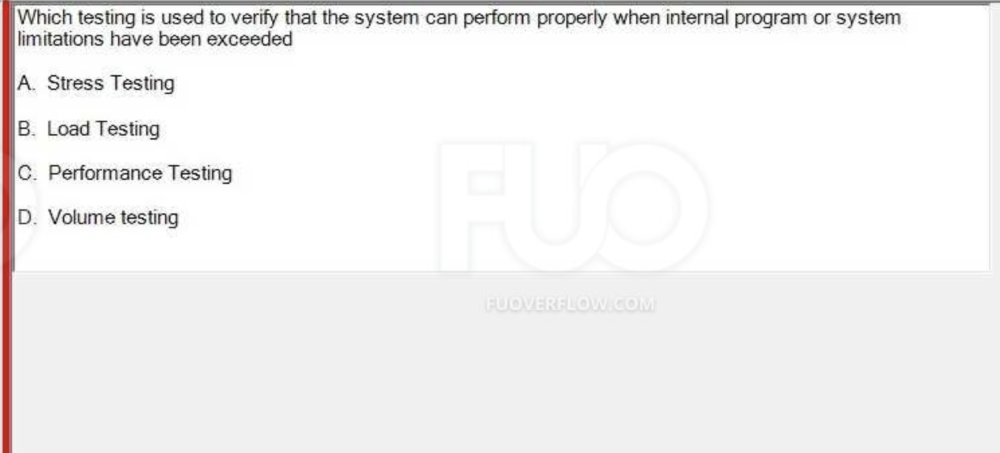 Which testing is used to verify that the system can perform properly when internal program or system
limitations have been exceeded
A. Stress Testing
B. Load Testing
C. Performance Testing
D. Volume testing
FUO
FUOVERFLOW.COM